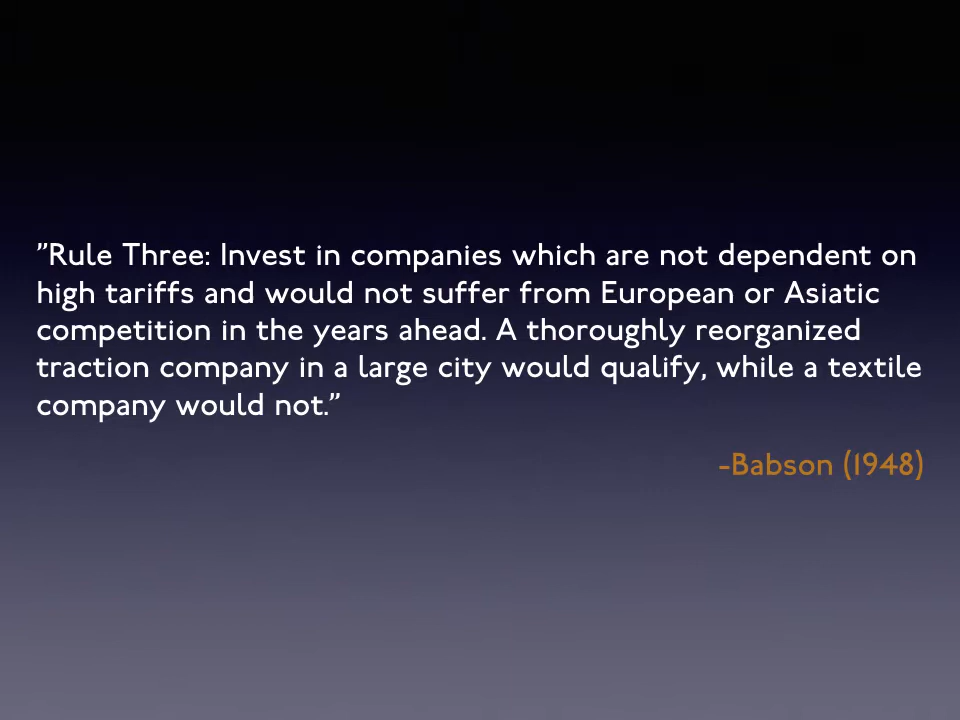 ”Rule Three: Invest in companies which are not dependent on
high tariffs and would not suffer from European or Asiatic
competition in the years ahead. A thoroughly reorganized
traction company in a large city would qualify, while a textile
company would not.”
-Babson (1948)